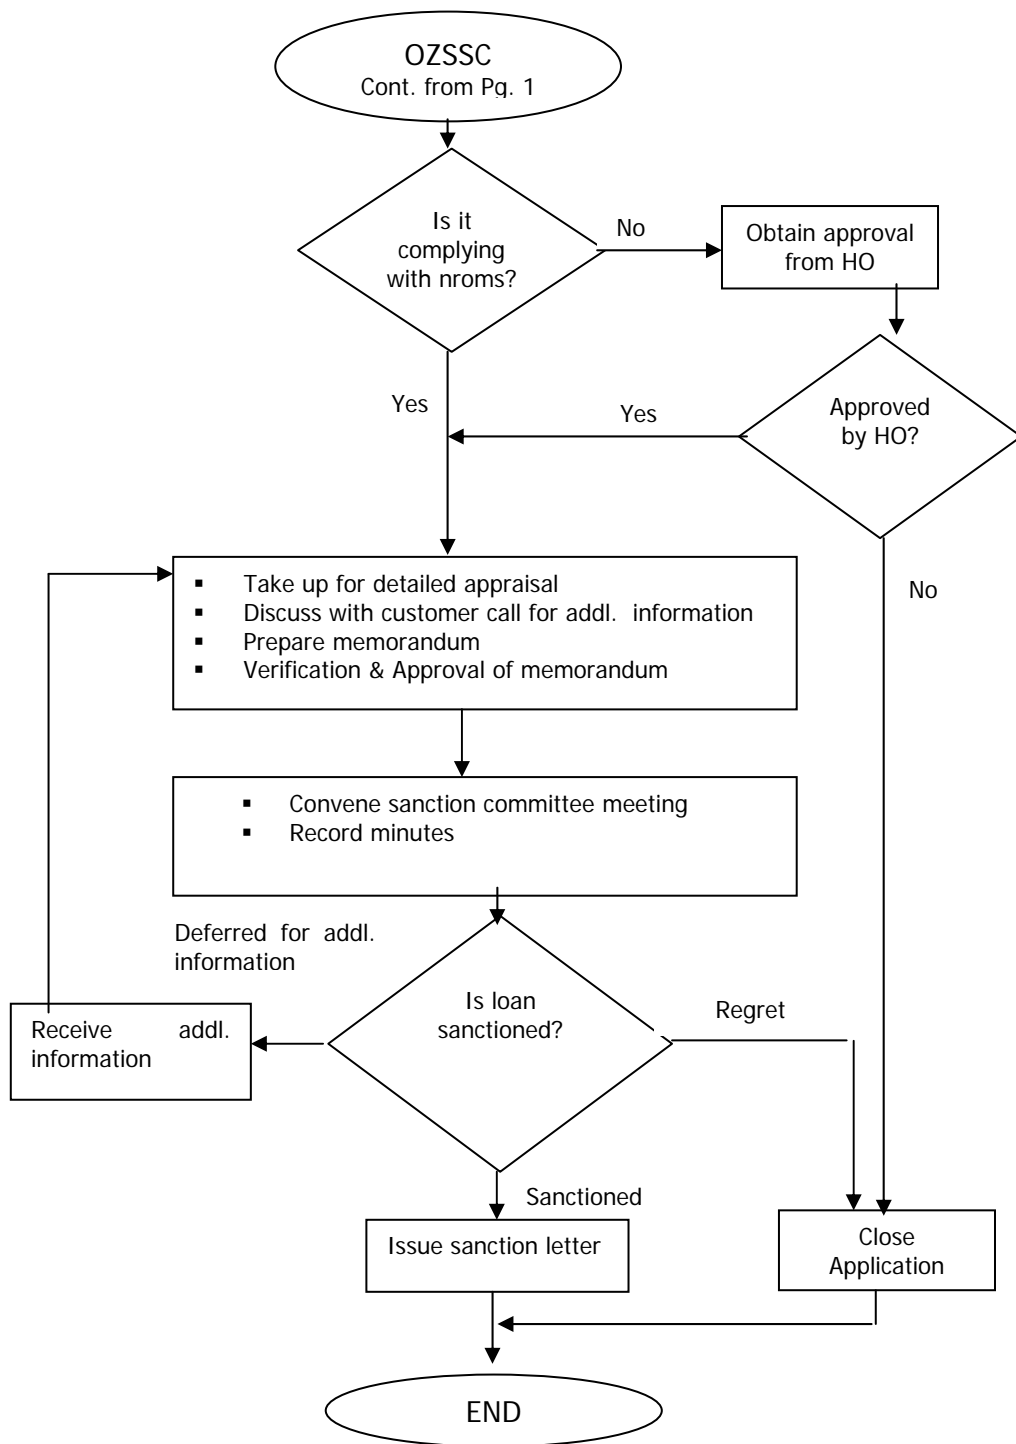 OZSSC
Cont. from Pg. 1
Is it
complying
with nroms?
No
Obtain approval
from HO
Yes
Yes
Approved
by HO?
No
▪ Take up for detailed appraisal
▪ Discuss with customer call for addl. information
▪ Prepare memorandum
▪ Verification & Approval of memorandum
▪ Convene sanction committee meeting
▪ Record minutes
Deferred for addl.
information
Is loan
sanctioned?
Regret
Receive addl.
information
Sanctioned
Issue sanction letter
Close
Application
END